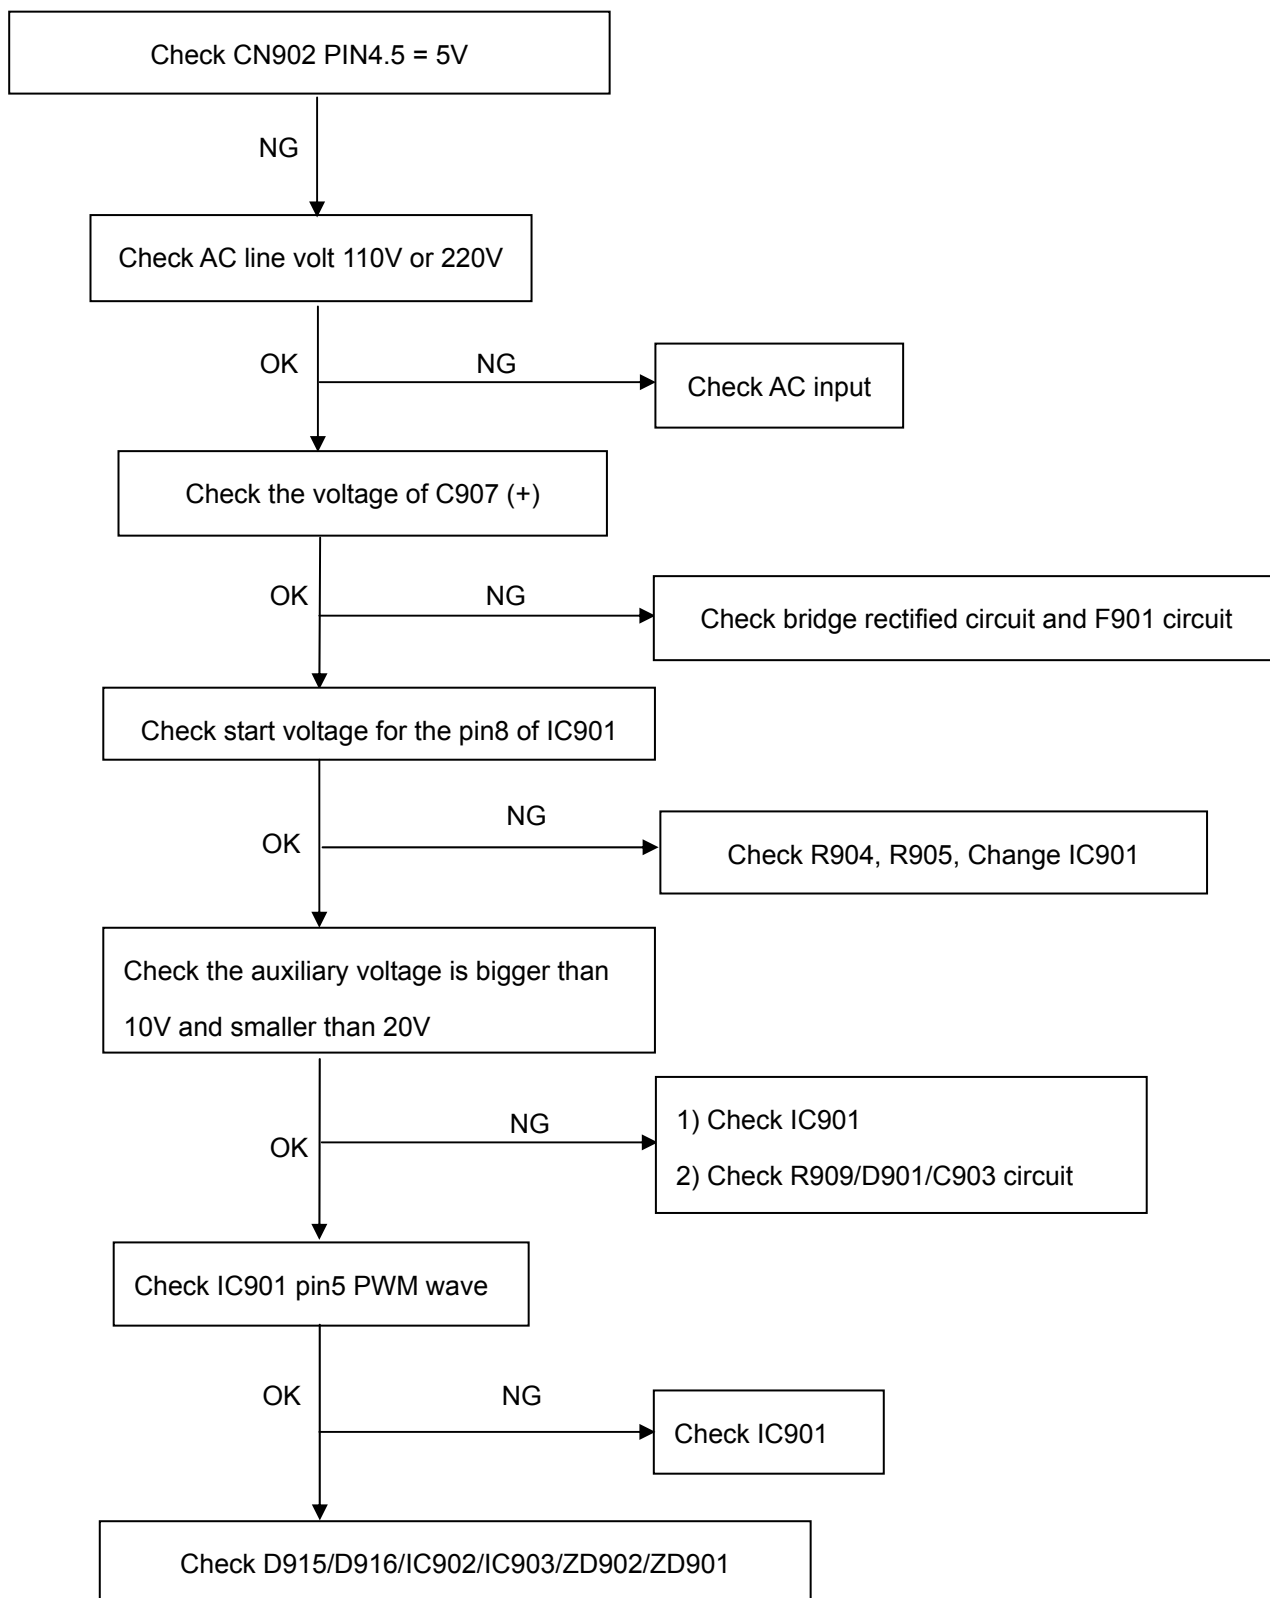 Check CN902 PIN4.5 = 5V
NG
Check AC line volt 110V or 220V
OK
NG
Check AC input
Check the voltage of C907 (+)
OK
NG
Check bridge rectified circuit and F901 circuit
Check start voltage for the pin8 of IC901
NG
OK
Check R904, R905, Change IC901
Check the auxiliary voltage is bigger than
10V and smaller than 20V
NG
OK
1) Check IC901
2) Check R909/D901/C903 circuit
Check IC901 pin5 PWM wave
OK
NG
Check IC901
Check D915/D916/IC902/IC903/ZD902/ZD901